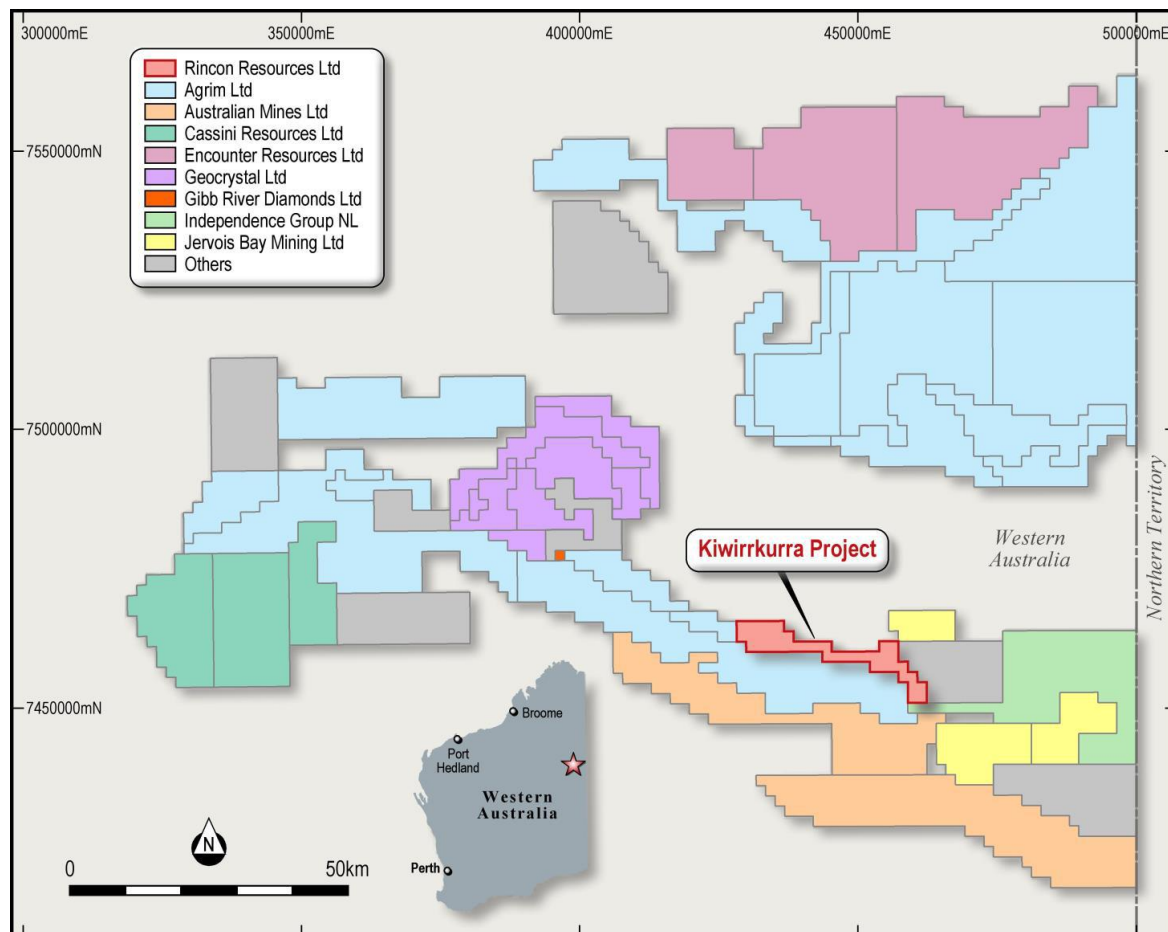 300000mE
350000mE
400000mE
450000mE
500000mE
Rincon Resources Ltd
Agrim Ltd
Australian Mines Ltd
Cassini Resources Ltd
Encounter Resources Ltd
Geocrystal Ltd
Gibb River Diamonds Ltd
Independence Group NL
Jervois Bay Mining Ltd
Others
7550000mN
7500000mN
7450000mN
Kiwirrkurra Project
Western
Australia
Northern Territory
Broome
Port
Hedland
Western
Australia
Perth
N
0
50km